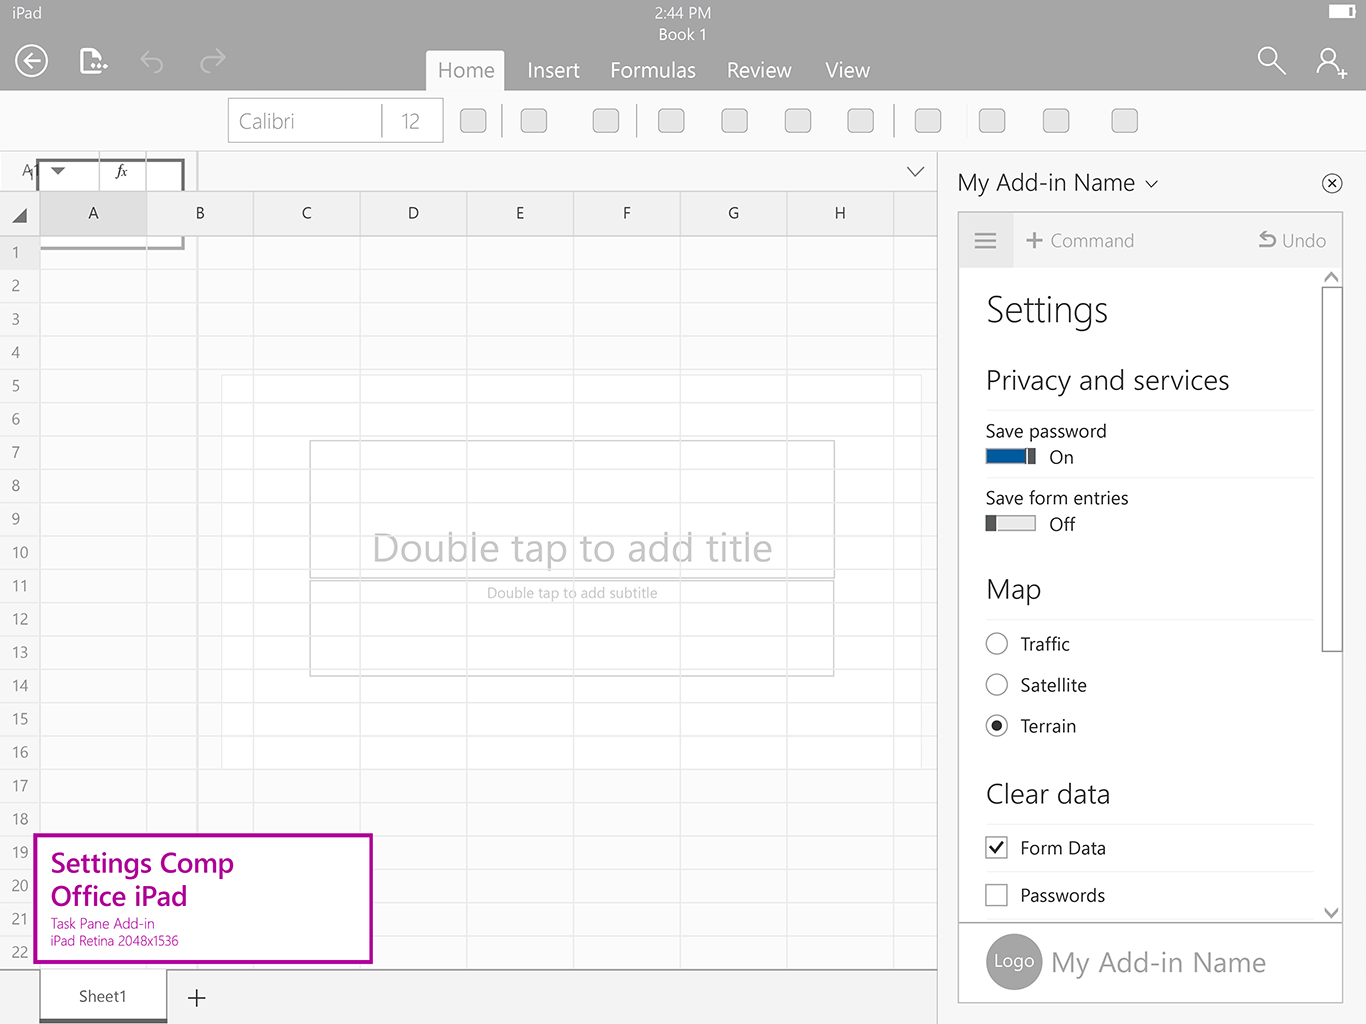 iPad
2:44 PM
Book 1
Home Insert Formulas Review View
Calibri 12
A1 fx
A B C D E F G H
1
2
3
4
5
6
7
8
9
10
11
12
13
14
15
16
17
18
19
20
21
22
Double tap to add title
Double tap to add subtitle
Settings Comp
Office iPad
Task Pane Add-in
iPad Retina 2048x1536
Sheet1
My Add-in Name
Command Undo
Settings
Privacy and services
Save password
On
Save form entries
Off
Map
Traffic
Satellite
Terrain
Clear data
Form Data
Passwords
Logo My Add-in Name